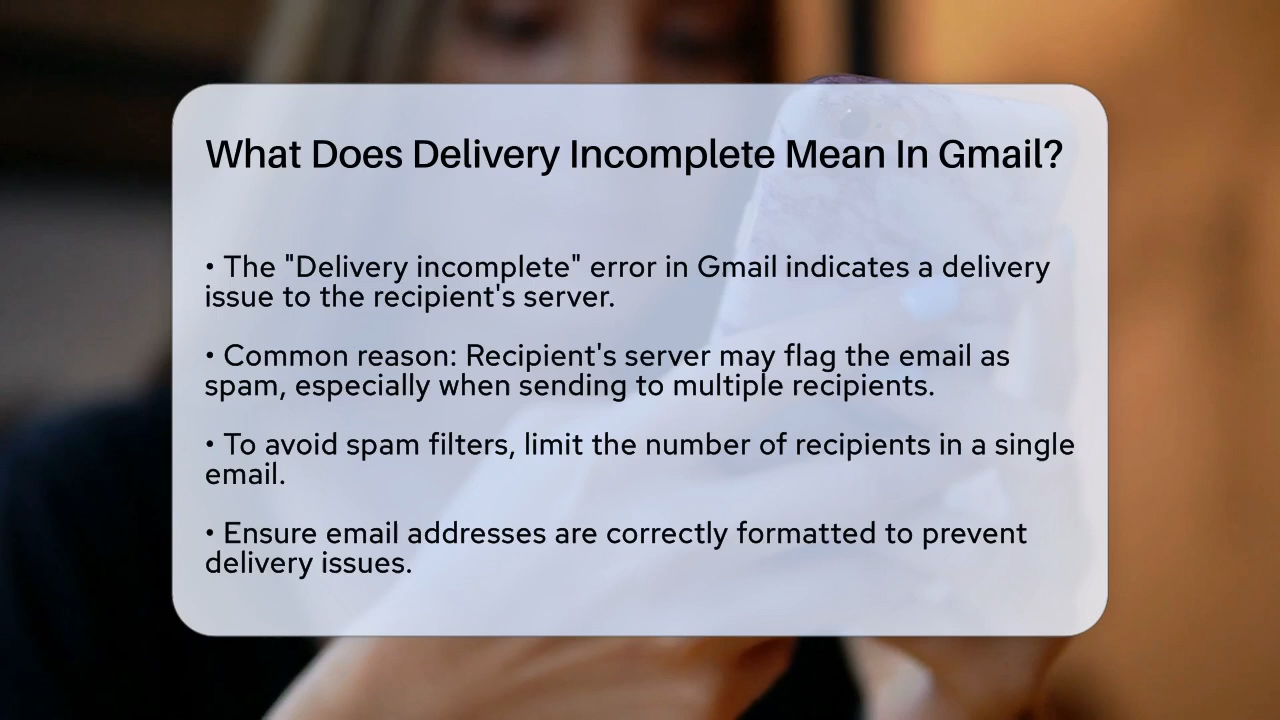 What Does Delivery Incomplete Mean In Gmail?
• The "Delivery incomplete" error in Gmail indicates a delivery
issue to the recipient's server.
• Common reason: Recipient's server may flag the email as
spam, especially when sending to multiple recipients.
• To avoid spam filters, limit the number of recipients in a single
email.
• Ensure email addresses are correctly formatted to prevent
delivery issues.